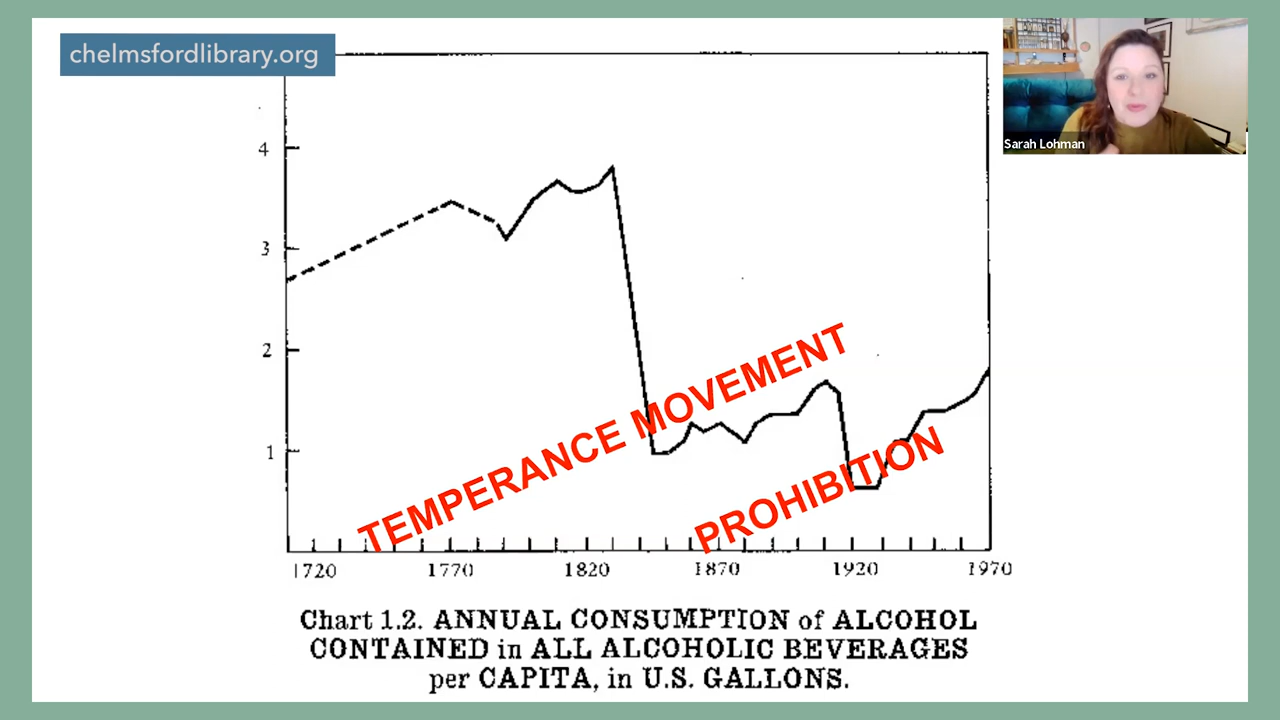 chelmsfordlibrary.org
Sarah Lohman
4
3
2
1
TEMPERANCE MOVEMENT
PROHIBITION
1720
1770
1820
1870
1920
1970
Chart 1.2. ANNUAL CONSUMPTION of ALCOHOL
CONTAINED in ALL ALCOHOLIC BEVERAGES
per CAPITA, in U.S. GALLONS.